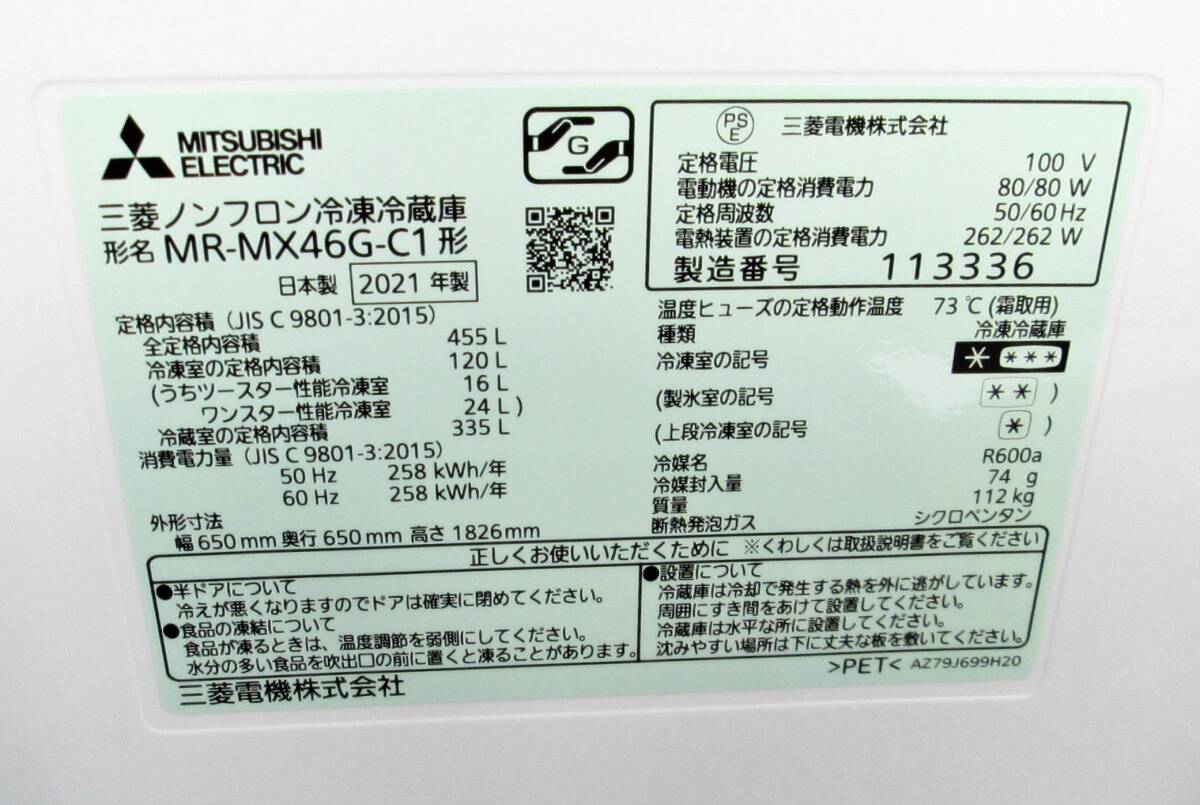 MITSUBISHI
ELECTRIC
G
三菱ノンフロン冷凍冷蔵庫
形名 MR-MX46G-C1形
日本製 2021 年製
定格内容積 (JIS C 9801-3:2015)
全定格内容積 455 L
冷凍室の定格内容積 120 L
(うちツースター性能冷凍室 16 L
ワンスター性能冷凍室 24 L)
冷蔵室の定格内容積 335 L
消費電力量 (JIS C 9801-3:2015)
50 Hz 258 kWh/年
60 Hz 258 kWh/年
外形寸法
幅 650 mm 奥行 650 mm 高さ 1826 mm
PS
E
三菱電機株式会社
定格電圧 100 V
電動機の定格消費電力 80/80 W
定格周波数 50/60 Hz
電熱装置の定格消費電力 262/262 W
製造番号 113336
温度ヒューズの定格動作温度 73 ℃ (霜取用)
種類 冷凍冷蔵庫
冷凍室の記号 * ***
(製氷室の記号 ** )
(上段冷凍室の記号 * )
冷媒名 R600a
冷媒封入量 74 g
質量 112 kg
断熱発泡ガス シクロペンタン
正しくお使いいただくために ※くわしくは取扱説明書をご覧ください
●半ドアについて
冷えが悪くなりますのでドアは確実に閉めてください。
●食品の凍結について
食品が凍るときは、温度調節を弱側にしてください。
水分の多い食品を吹出口の前に置くと凍ることがあります。
●設置について
冷蔵庫は冷却で発生する熱を外に逃がしています。
周囲にすき間をあけて設置してください。
冷蔵庫は水平な所に設置してください。
沈みやすい場所は下に丈夫な板を敷いてください。
三菱電機株式会社
>PET< AZ79J699H20